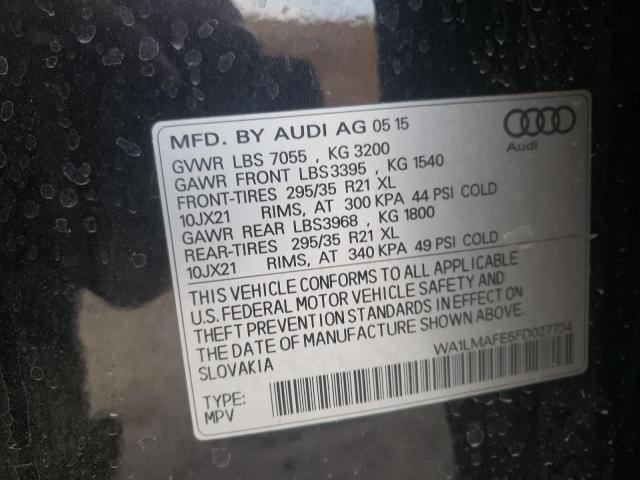 MFD. BY AUDI AG 05 15
Audi
GVWR LBS 7055 , KG 3200
GAWR FRONT LBS3395 , KG 1540
FRONT-TIRES 295/35 R21 XL
10JX21 RIMS, AT 300 KPA 44 PSI COLD
GAWR REAR LBS3968 , KG 1800
REAR-TIRES 295/35 R21 XL
10JX21 RIMS, AT 340 KPA 49 PSI COLD
THIS VEHICLE CONFORMS TO ALL APPLICABLE
U.S. FEDERAL MOTOR VEHICLE SAFETY AND
THEFT PREVENTION STANDARDS IN EFFECT ON
THE DATE OF MANUFACTURE SHOWN ABOVE.
SLOVAKIA
WA1LMAFE5FD027734
TYPE:
MPV